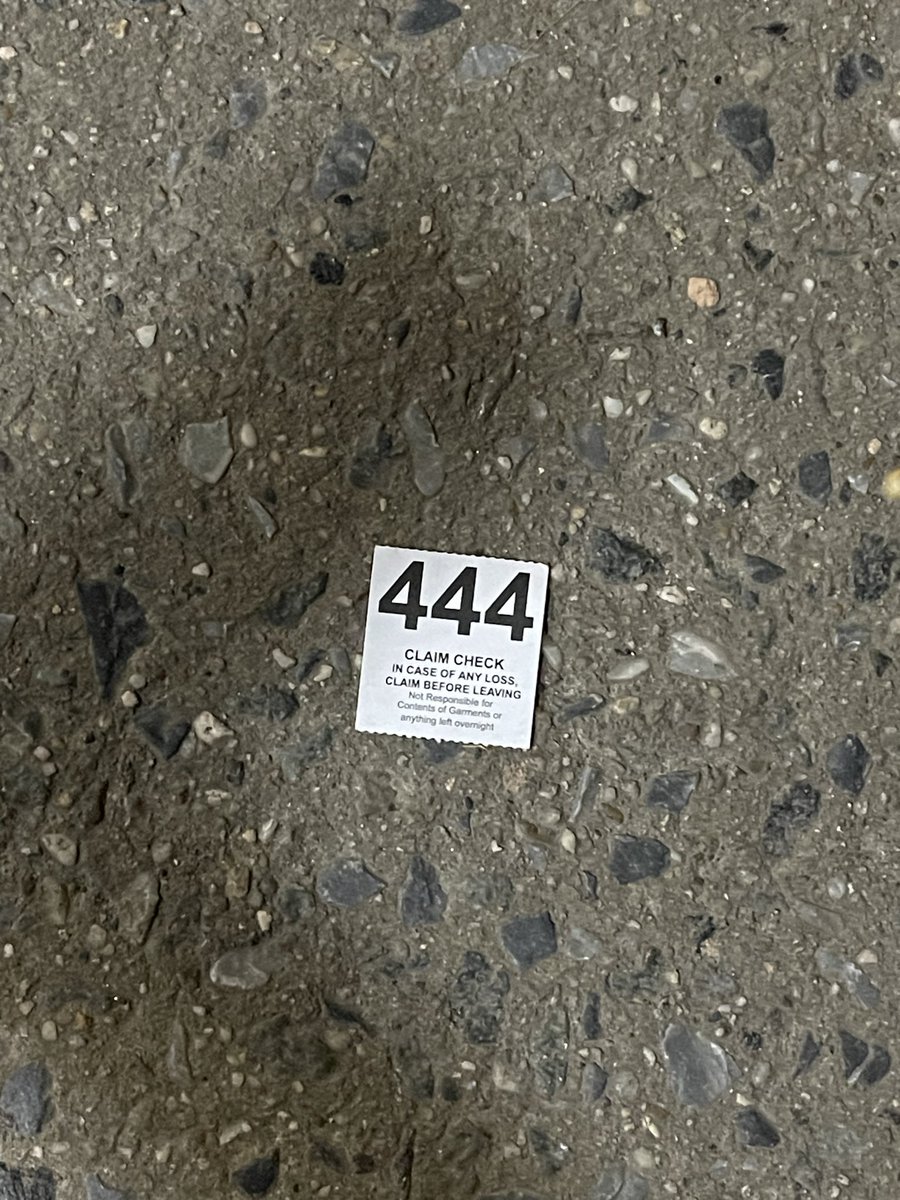 444
CLAIM CHECK
IN CASE OF ANY LOSS,
CLAIM BEFORE LEAVING
Not Responsible for
Contents of Garments or
anything left overnight